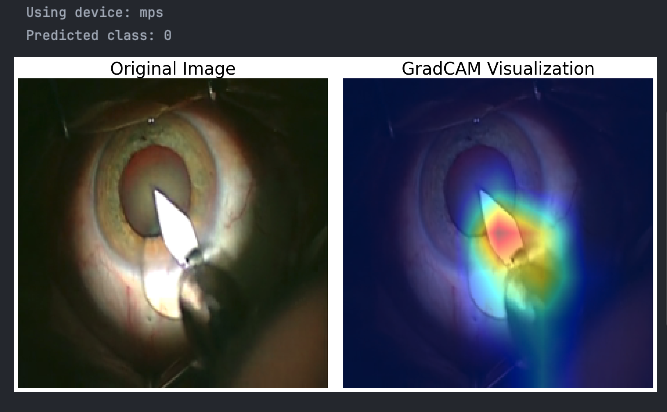 Using device: mps
Predicted class: 0
Original Image
GradCAM Visualization